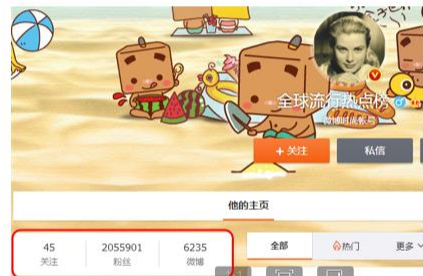 全球流行热点榜
微博时尚账号
+ 关注
私信
他的主页
45
2055901
6235
关注
粉丝
微博
全部
热门
更多